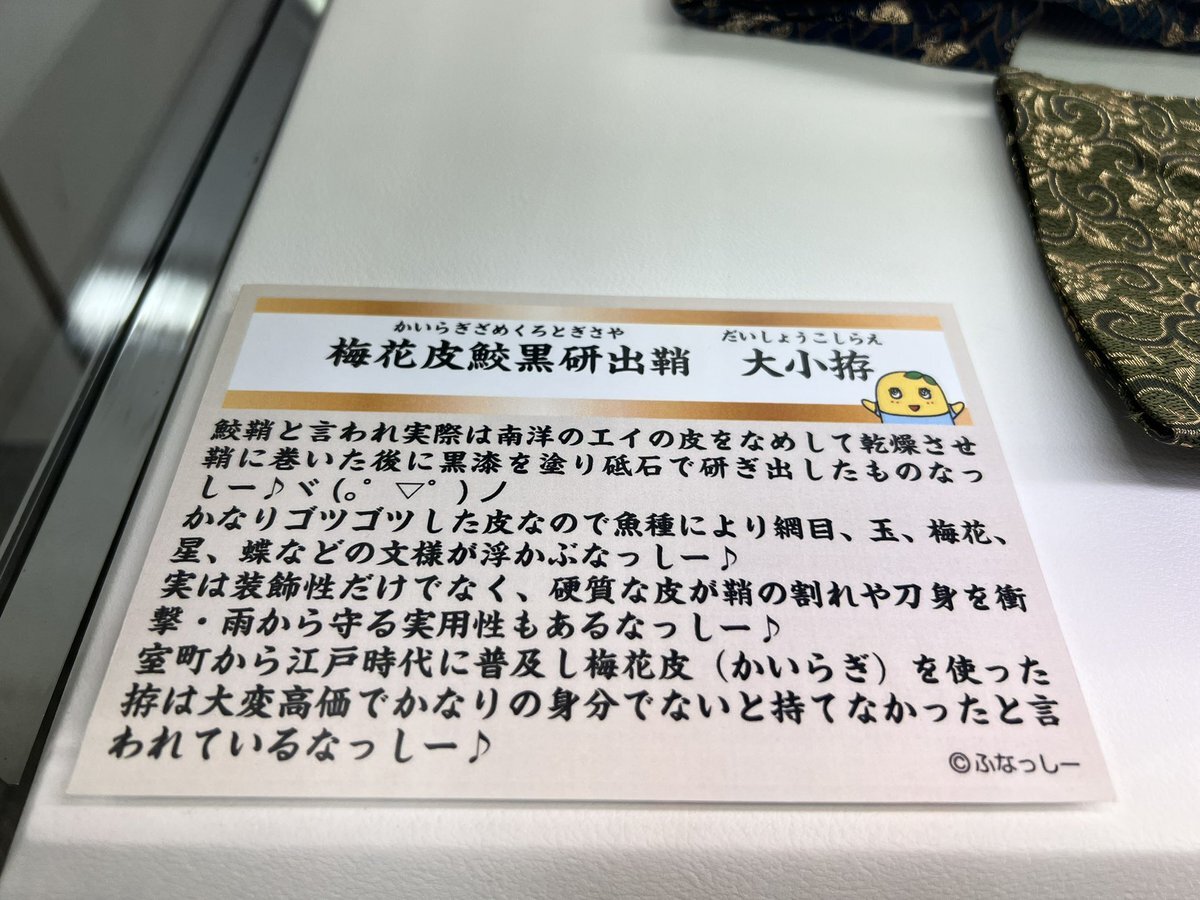 かいらぎざめくろとぎさや だいしょうこしらえ
梅花皮鮫黒研出鞘 大小拵
鮫鞘と言われ実際は南洋のエイの皮をなめして乾燥させ
鞘に巻いた後に黒漆を塗り砥石で研ぎ出したものなっ
しー♪ヾ(｡ﾟ ▽ﾟ )ノ
かなりゴツゴツした皮なので魚種により網目、玉、梅花、
星、蝶などの文様が浮かぶなっしー♪
実は装飾性だけでなく、硬質な皮が鞘の割れや刀身を衝
撃・雨から守る実用性もあるなっしー♪
室町から江戸時代に普及し梅花皮（かいらぎ）を使った
拵は大変高価でかなりの身分でないと持てなかったと言
われているなっしー♪
©ふなっしー